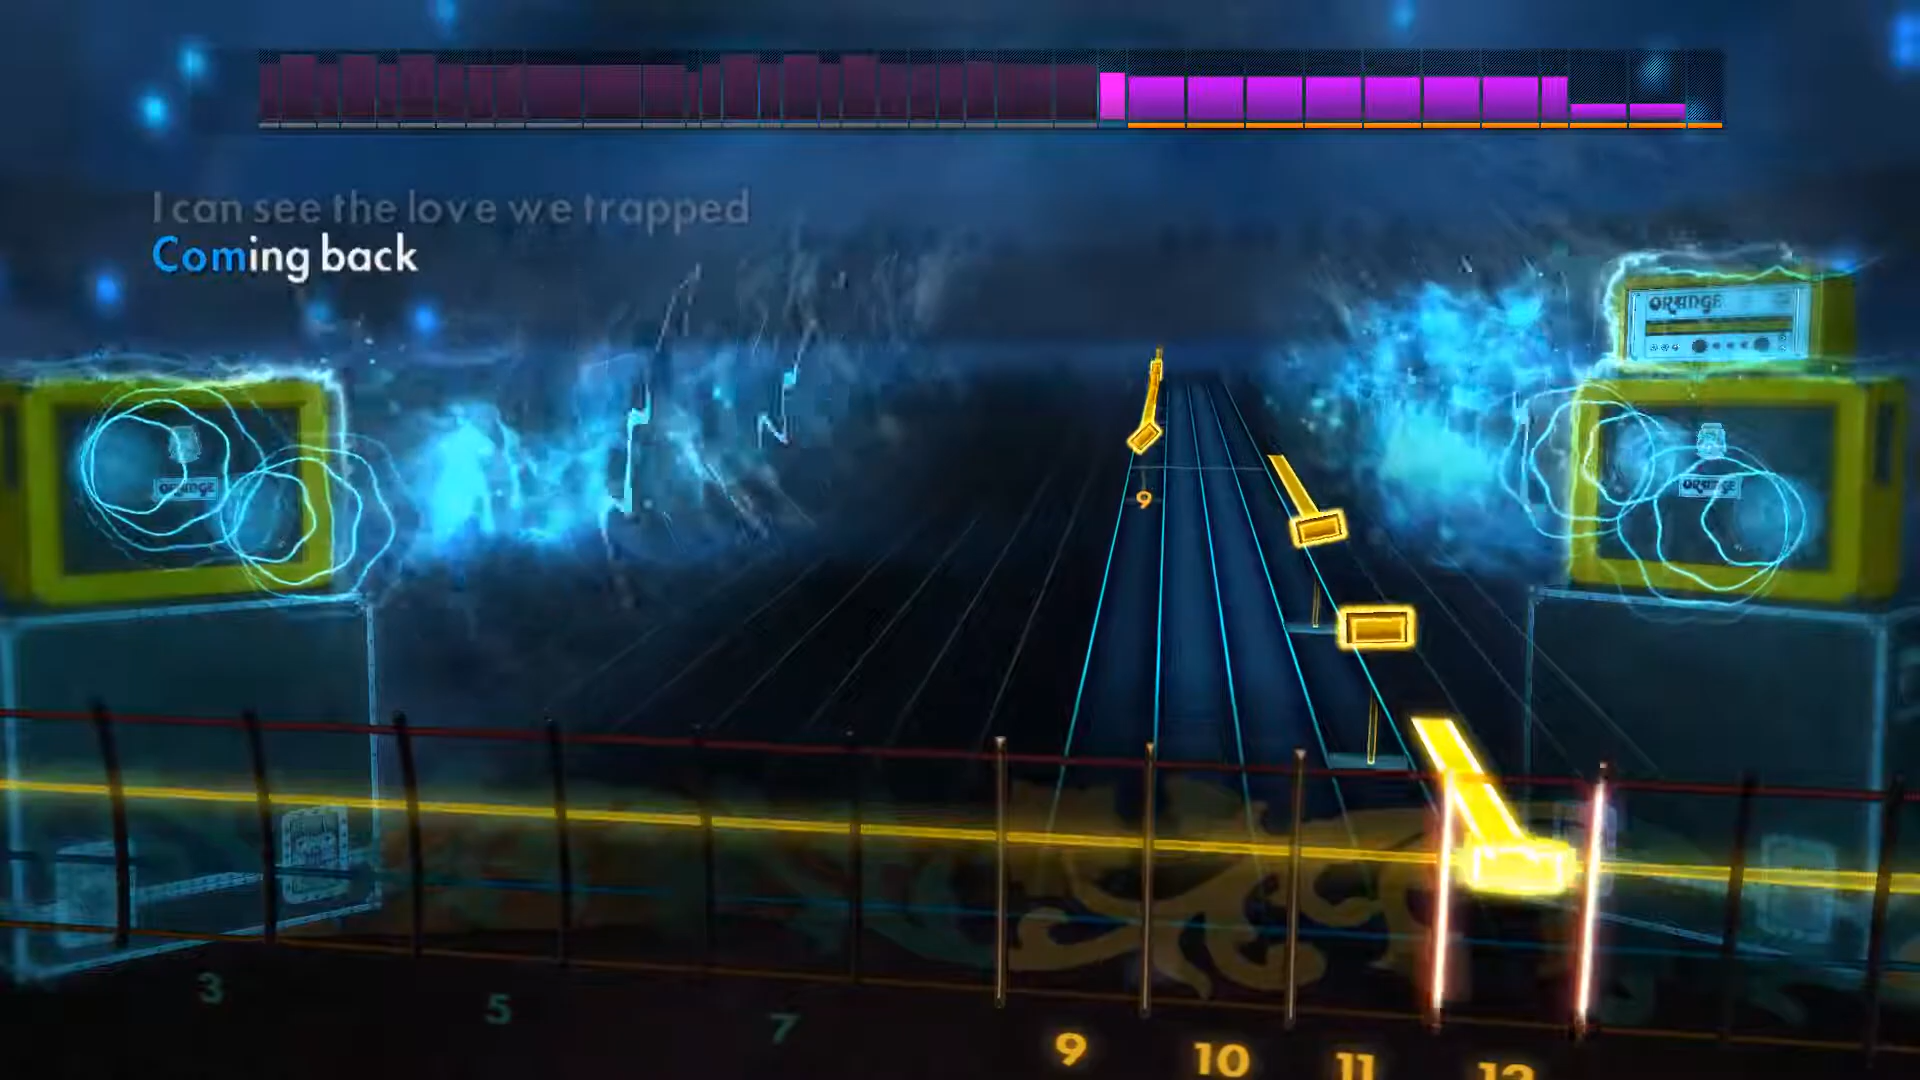 I can see the love we trapped
Coming back
ORANGE
ORANGE
ORANGE
9
3
5
7
9
10
11
12